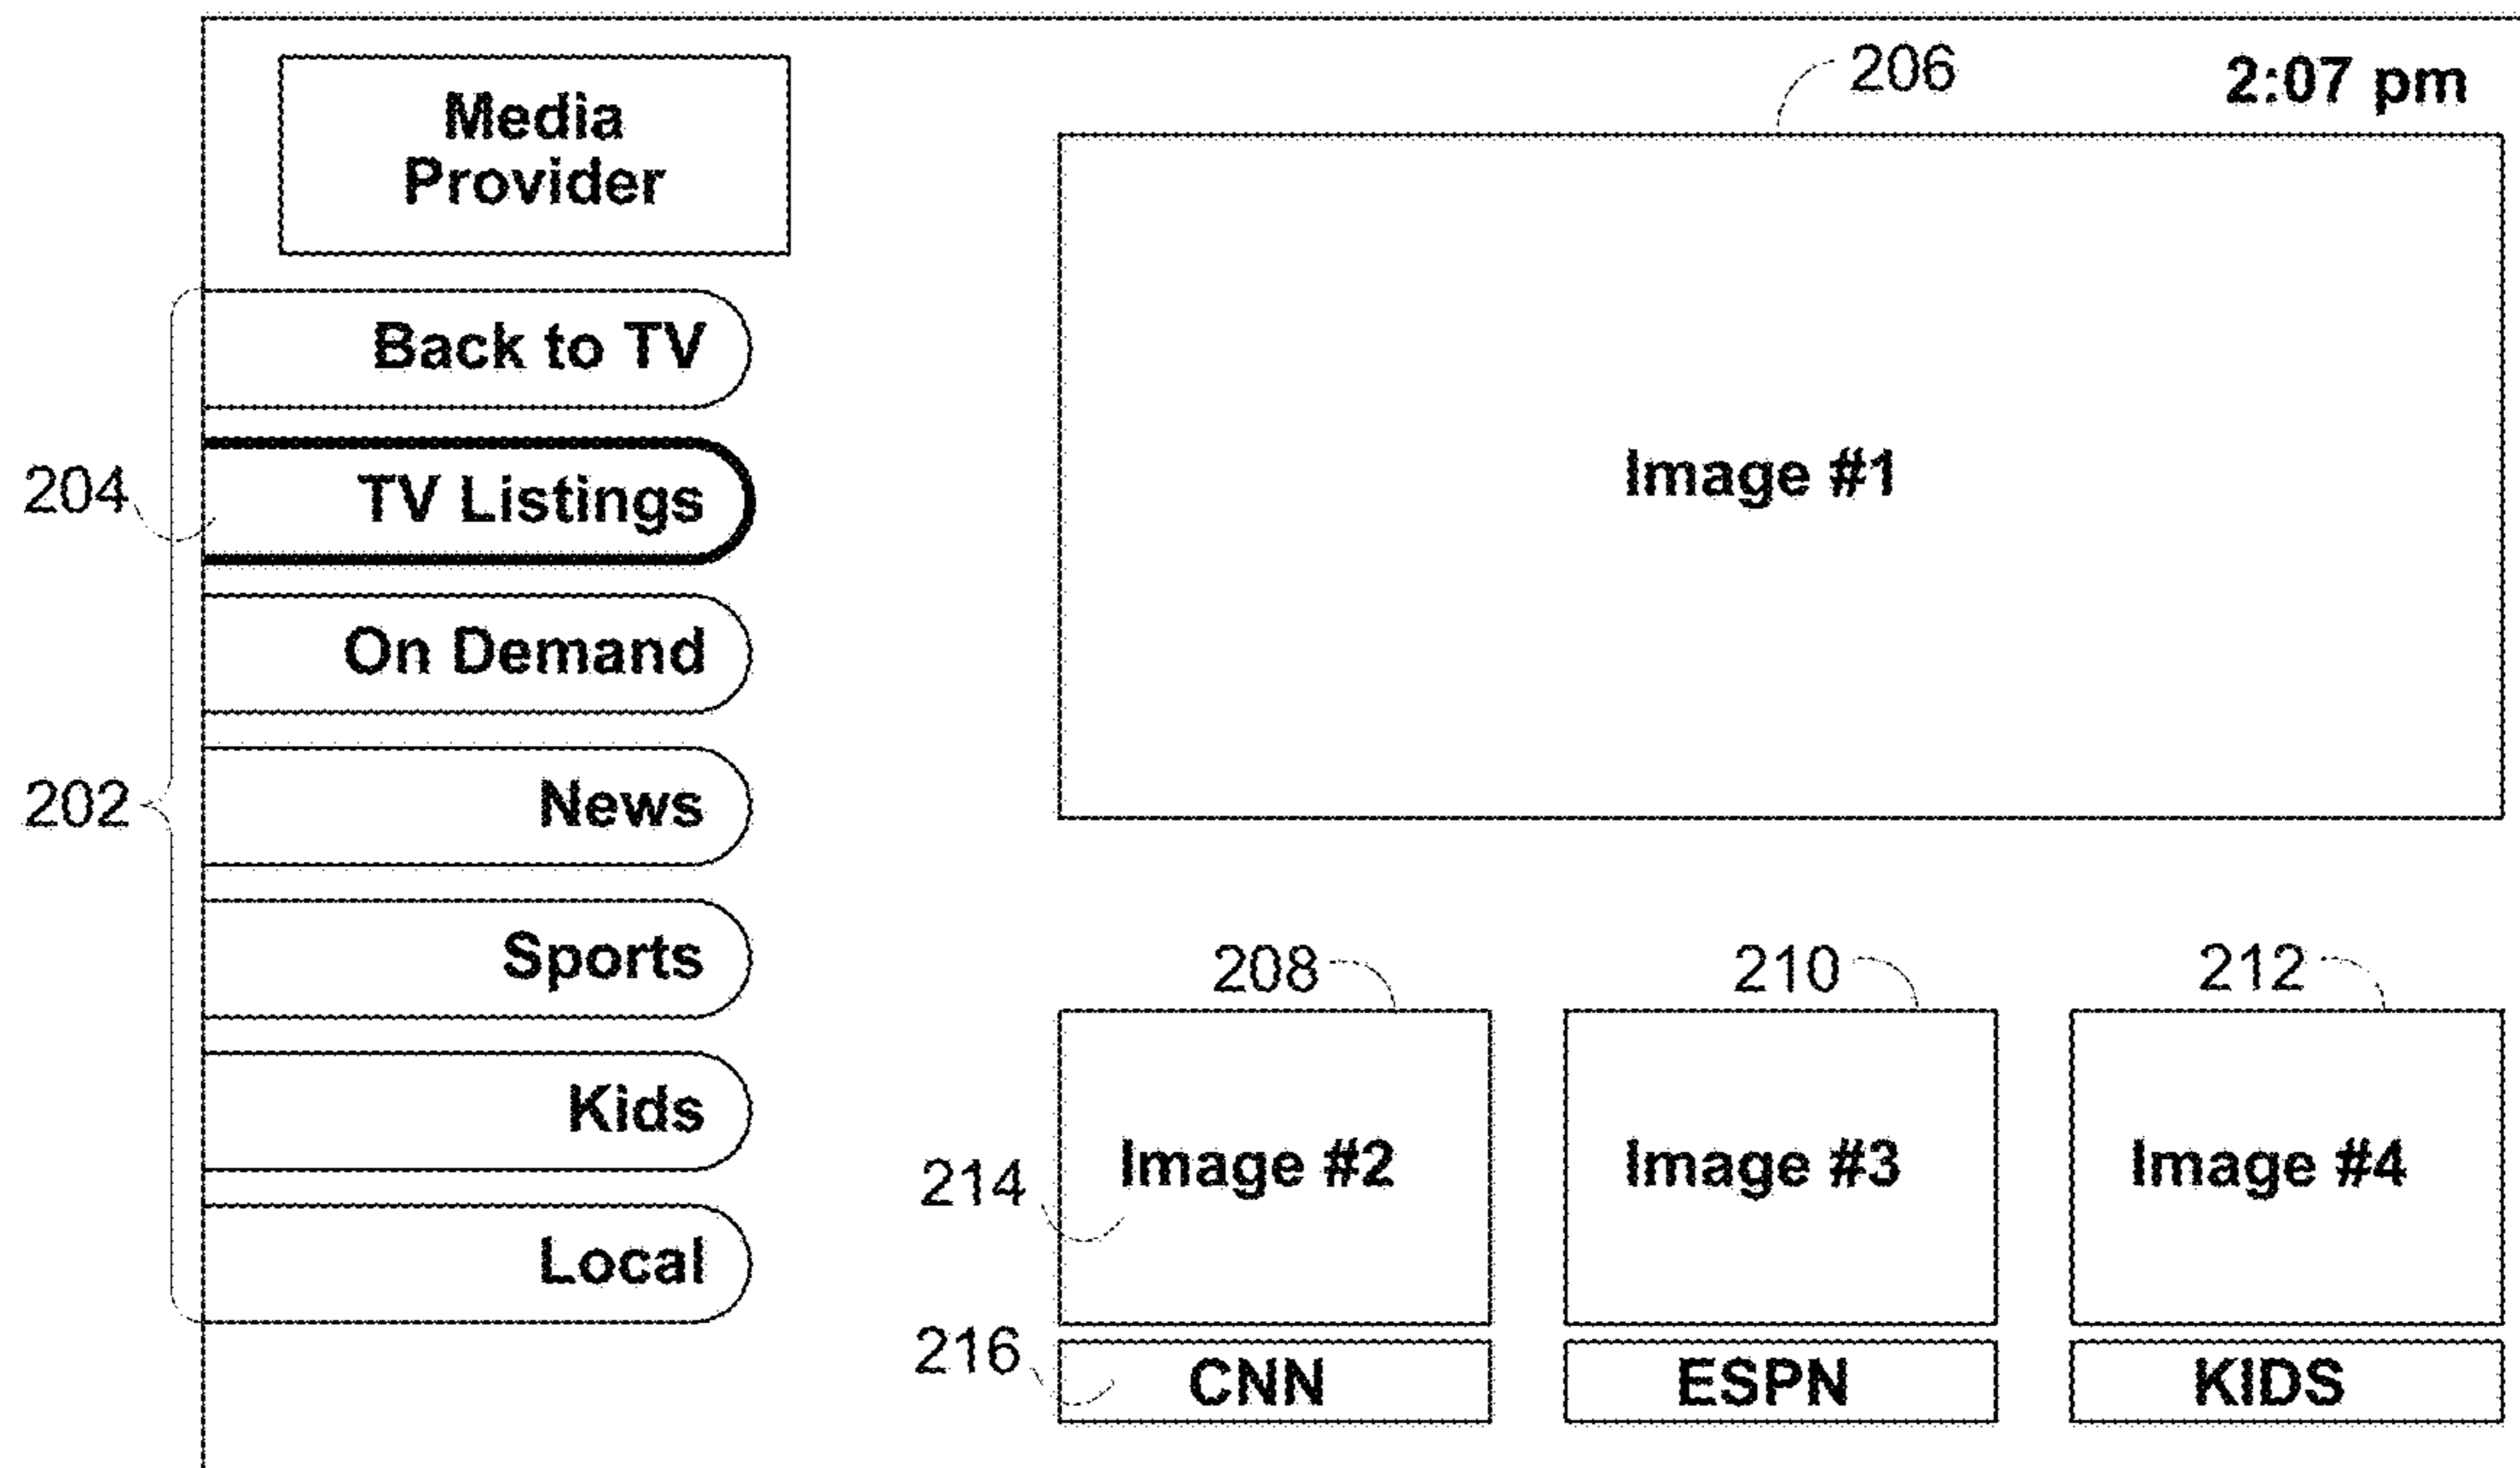 206
2:07 pm
Media
Provider
Back to TV
204
TV Listings
Image #1
On Demand
202
News
Sports
208
210
212
Kids
214
Image #2
Image #3
Image #4
Local
216
CNN
ESPN
KIDS